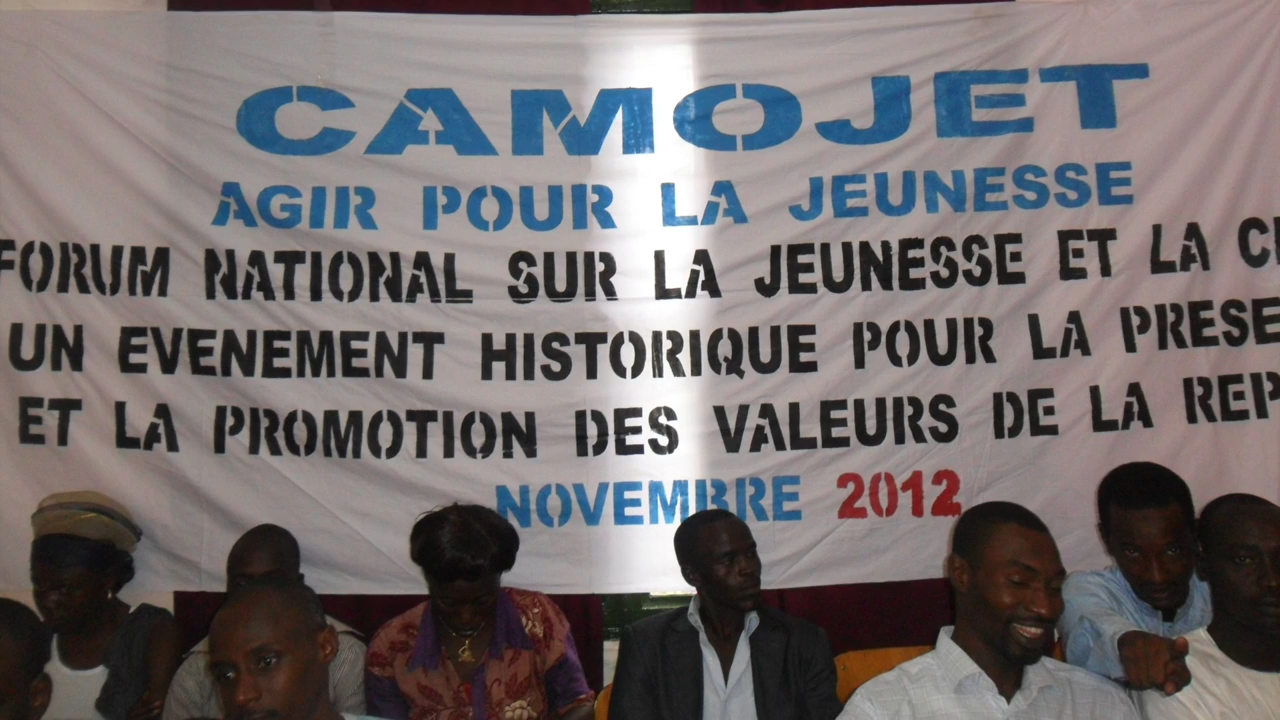 CAMOJET
AGIR POUR LA JEUNESSE
FORUM NATIONAL SUR LA JEUNESSE ET LA
UN EVENEMENT HISTORIQUE POUR LA
ET LA PROMOTION DES VALEURS DE LA
NOVEMBRE 2012